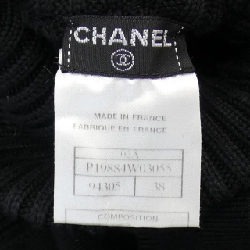 CHANEL
MADE IN FRANCE
FABRIQUE EN FRANCE
P19884W03055
94305 38
COMPOSITION